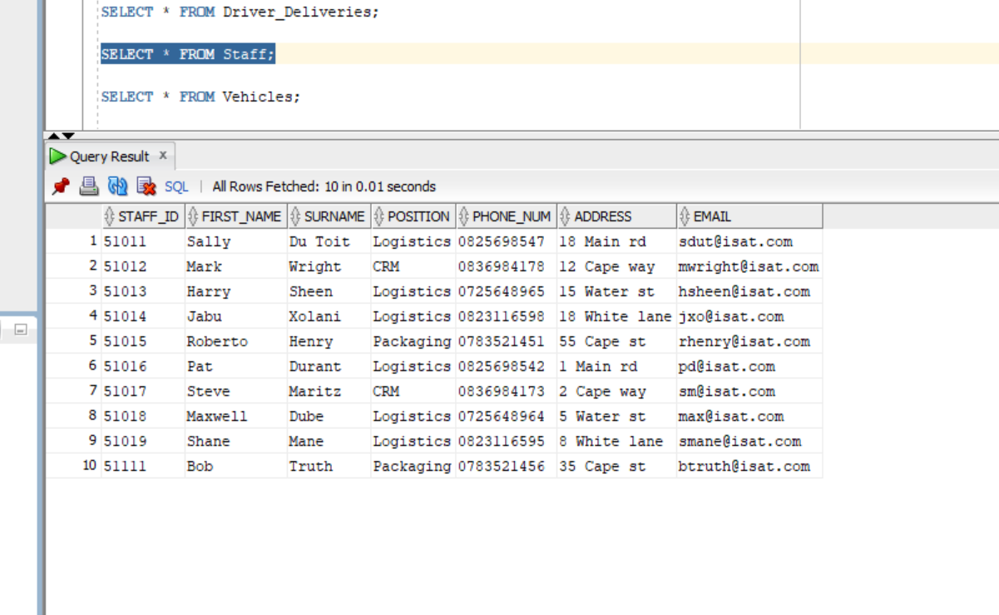 SELECT * FROM Driver_Deliveries;
SELECT * FROM Staff;
SELECT * FROM Vehicles;
Query Result x
SQL | All Rows Fetched: 10 in 0.01 seconds
STAFF_ID FIRST_NAME SURNAME POSITION PHONE_NUM ADDRESS EMAIL
1 51011 Sally Du Toit Logistics 0825698547 18 Main rd sdut@isat.com
2 51012 Mark Wright CRM 0836984178 12 Cape way mwright@isat.com
3 51013 Harry Sheen Logistics 0725648965 15 Water st hsheen@isat.com
4 51014 Jabu Xolani Logistics 0823116598 18 White lane jxo@isat.com
5 51015 Roberto Henry Packaging 0783521451 55 Cape st rhenry@isat.com
6 51016 Pat Durant Logistics 0825698542 1 Main rd pd@isat.com
7 51017 Steve Maritz CRM 0836984173 2 Cape way sm@isat.com
8 51018 Maxwell Dube Logistics 0725648964 5 Water st max@isat.com
9 51019 Shane Mane Logistics 0823116595 8 White lane smane@isat.com
10 51111 Bob Truth Packaging 0783521456 35 Cape st btruth@isat.com